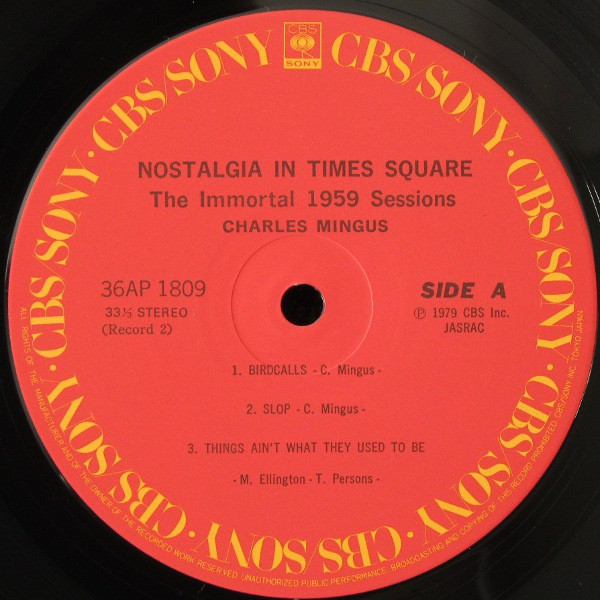 CBS
SONY
CBS/SONY · CBS/SONY · CBS/SONY · CBS/SONY · CBS/SONY · CBS/SONY · CBS/SONY · CBS/SONY
NOSTALGIA IN TIMES SQUARE
The Immortal 1959 Sessions
CHARLES MINGUS
36AP 1809
33⅓ STEREO
(Record 2)
SIDE A
℗ 1979 CBS Inc.
JASRAC
1. BIRDCALLS - C. Mingus -
2. SLOP - C. Mingus -
3. THINGS AIN'T WHAT THEY USED TO BE
- M. Ellington - T. Persons -
ALL RIGHTS OF THE MANUFACTURER AND OF THE OWNER OF THE RECORDED WORK RESERVED. UNAUTHORIZED PUBLIC PERFORMANCE, BROADCASTING AND COPYING OF THIS RECORD PROHIBITED. CBS/SONY INC. TOKYO JAPAN.